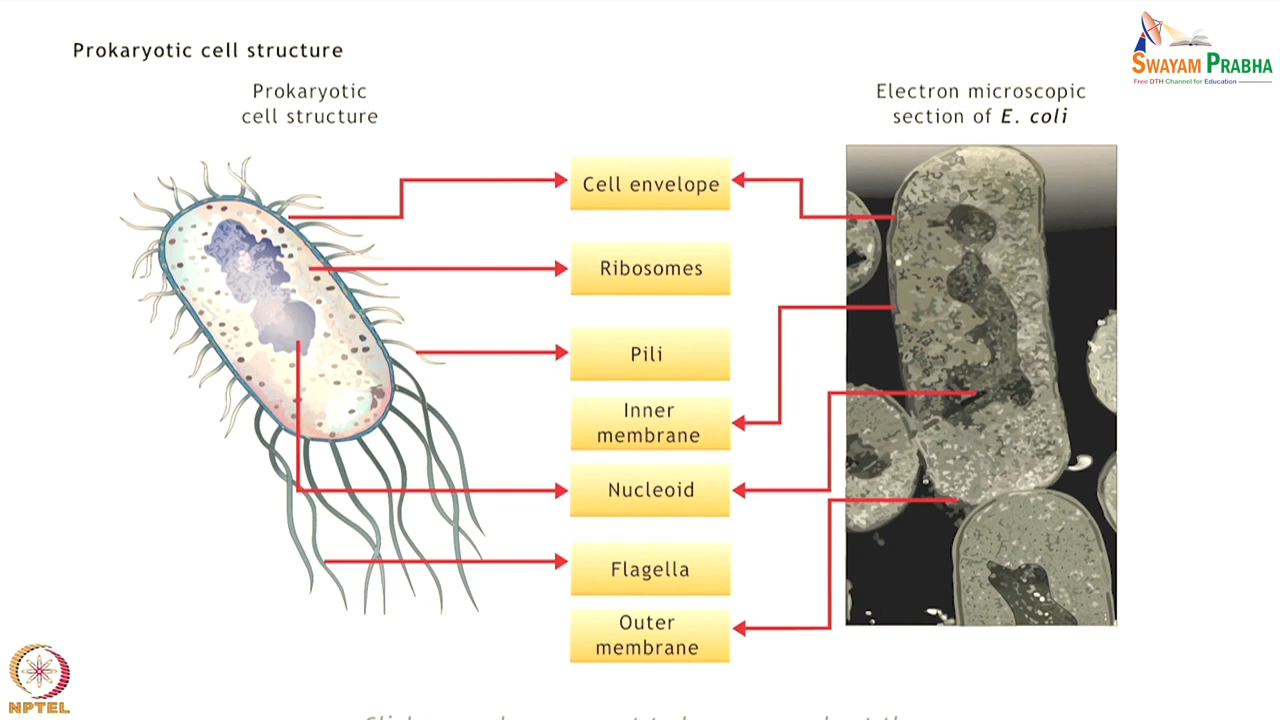 Prokaryotic cell structure
SWAYAM PRABHA
Free DTH Channel for Education
Prokaryotic
cell structure
Electron microscopic
section of E. coli
Cell envelope
Ribosomes
Pili
Inner
membrane
Nucleoid
Flagella
Outer
membrane
NPTEL